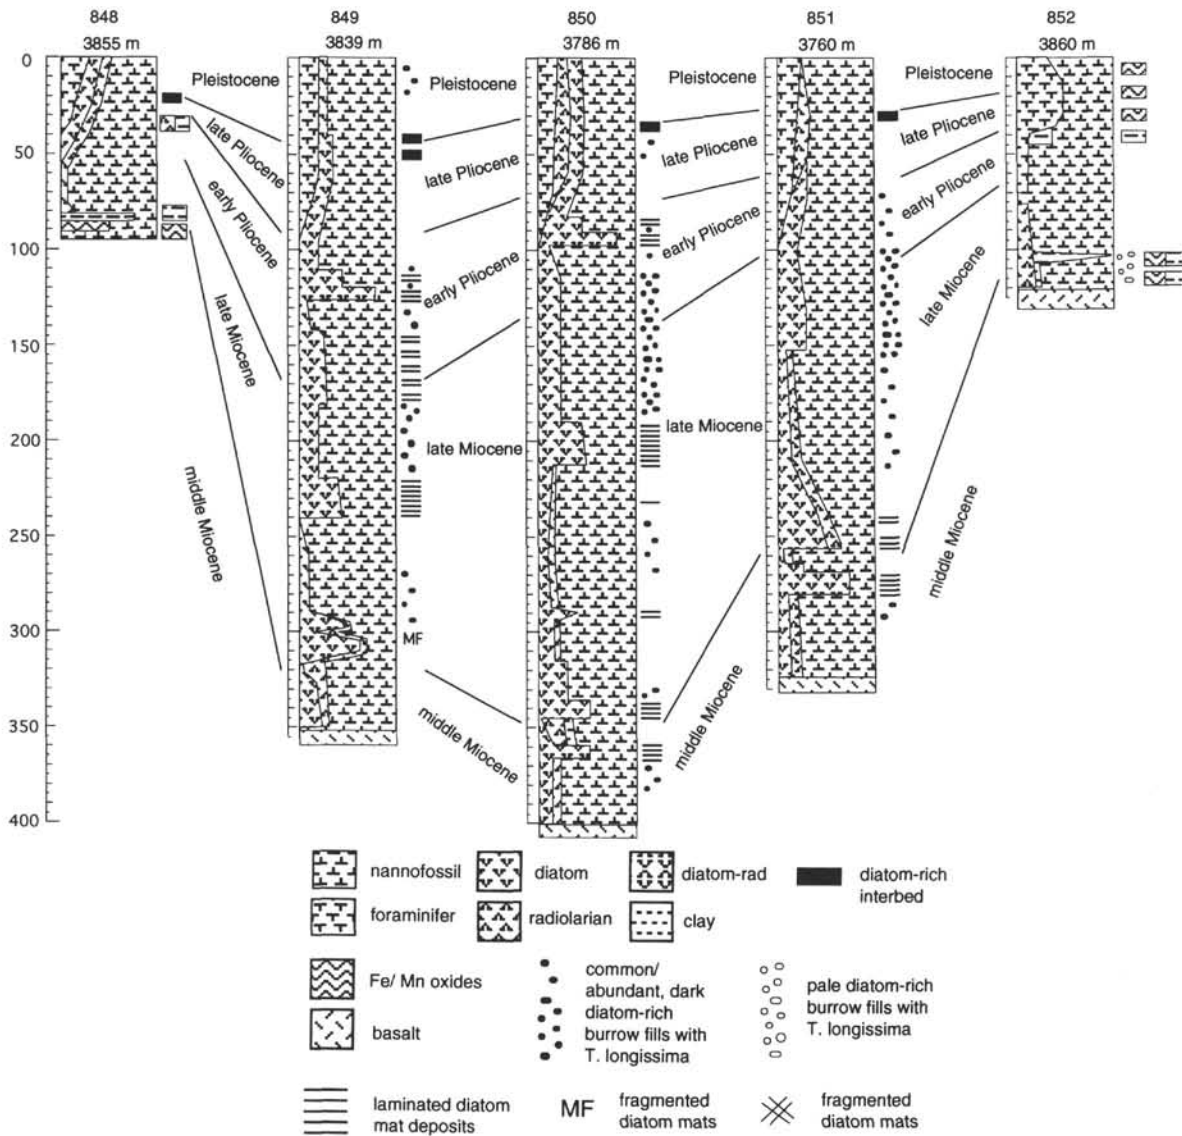 848
849
850
851
852
3855 m
3839 m
3786 m
3760 m
3860 m
0
50
100
150
200
250
300
350
400
Pleistocene
late Pliocene
early Pliocene
late Miocene
middle Miocene
Pleistocene
late Pliocene
early Pliocene
late Miocene
middle Miocene
MF
Pleistocene
late Pliocene
early Pliocene
late Miocene
middle Miocene
Pleistocene
late Pliocene
early Pliocene
late Miocene
middle Miocene
nannofossil
diatom
diatom-rad
diatom-rich
interbed
foraminifer
radiolarian
clay
Fe/ Mn oxides
basalt
common/
abundant, dark
diatom-rich
burrow fills with
T. longissima
pale diatom-rich
burrow fills with
T. longissima
laminated diatom
mat deposits
MF
fragmented
diatom mats
fragmented
diatom mats